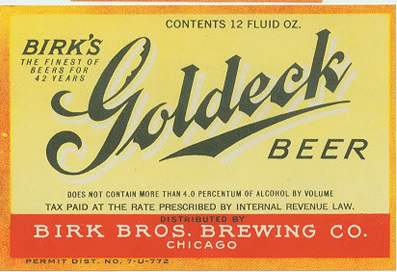 CONTENTS 12 FLUID OZ.
BIRK'S
THE FINEST OF
BEERS FOR
42 YEARS
Goldeck
BEER
DOES NOT CONTAIN MORE THAN 4.0 PERCENTUM OF ALCOHOL BY VOLUME
TAX PAID AT THE RATE PRESCRIBED BY INTERNAL REVENUE LAW.
DISTRIBUTED BY
BIRK BROS. BREWING CO.
CHICAGO
PERMIT DIST. NO. 7-U-772